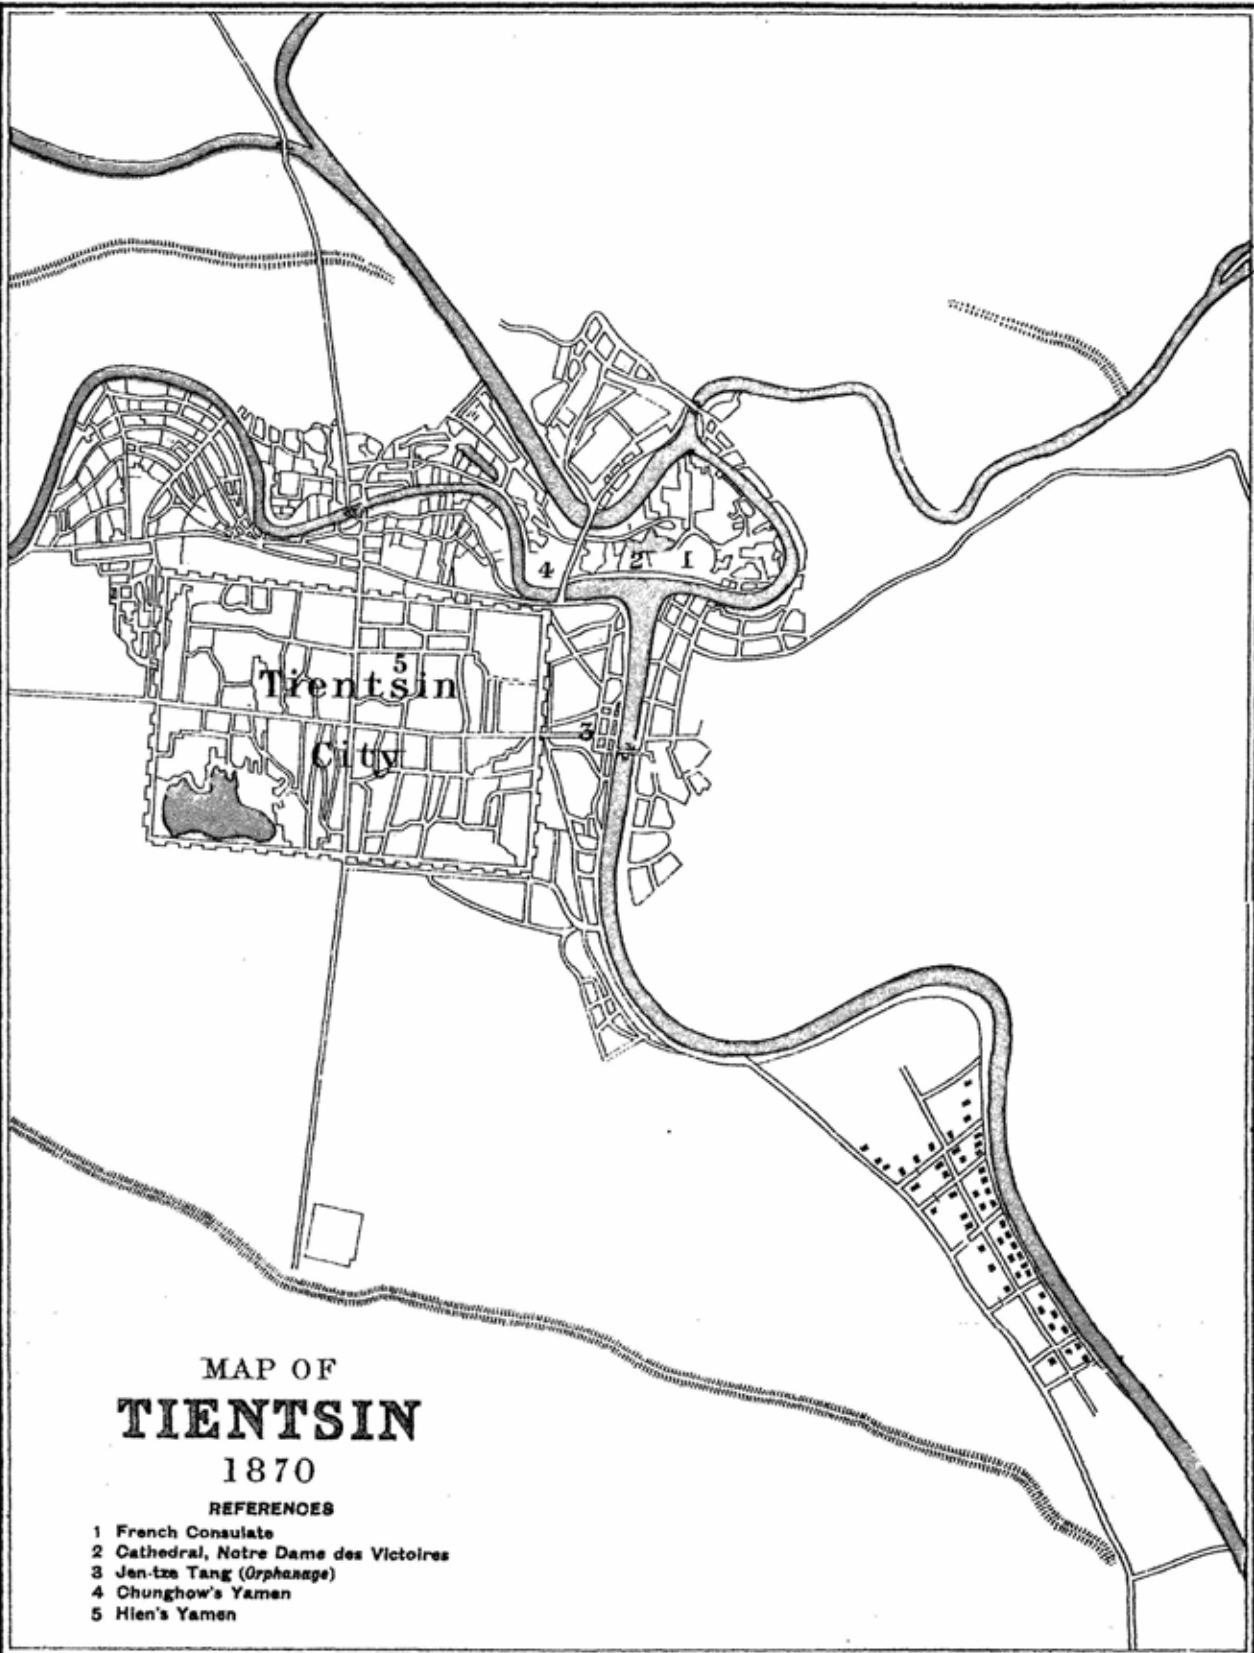 4
2
1
5
Tientsin
3
City
MAP OF
TIENTSIN
1870
REFERENCES
1 French Consulate
2 Cathedral, Notre Dame des Victoires
3 Jen-tze Tang (Orphanage)
4 Chunghow's Yamen
5 Hien's Yamen